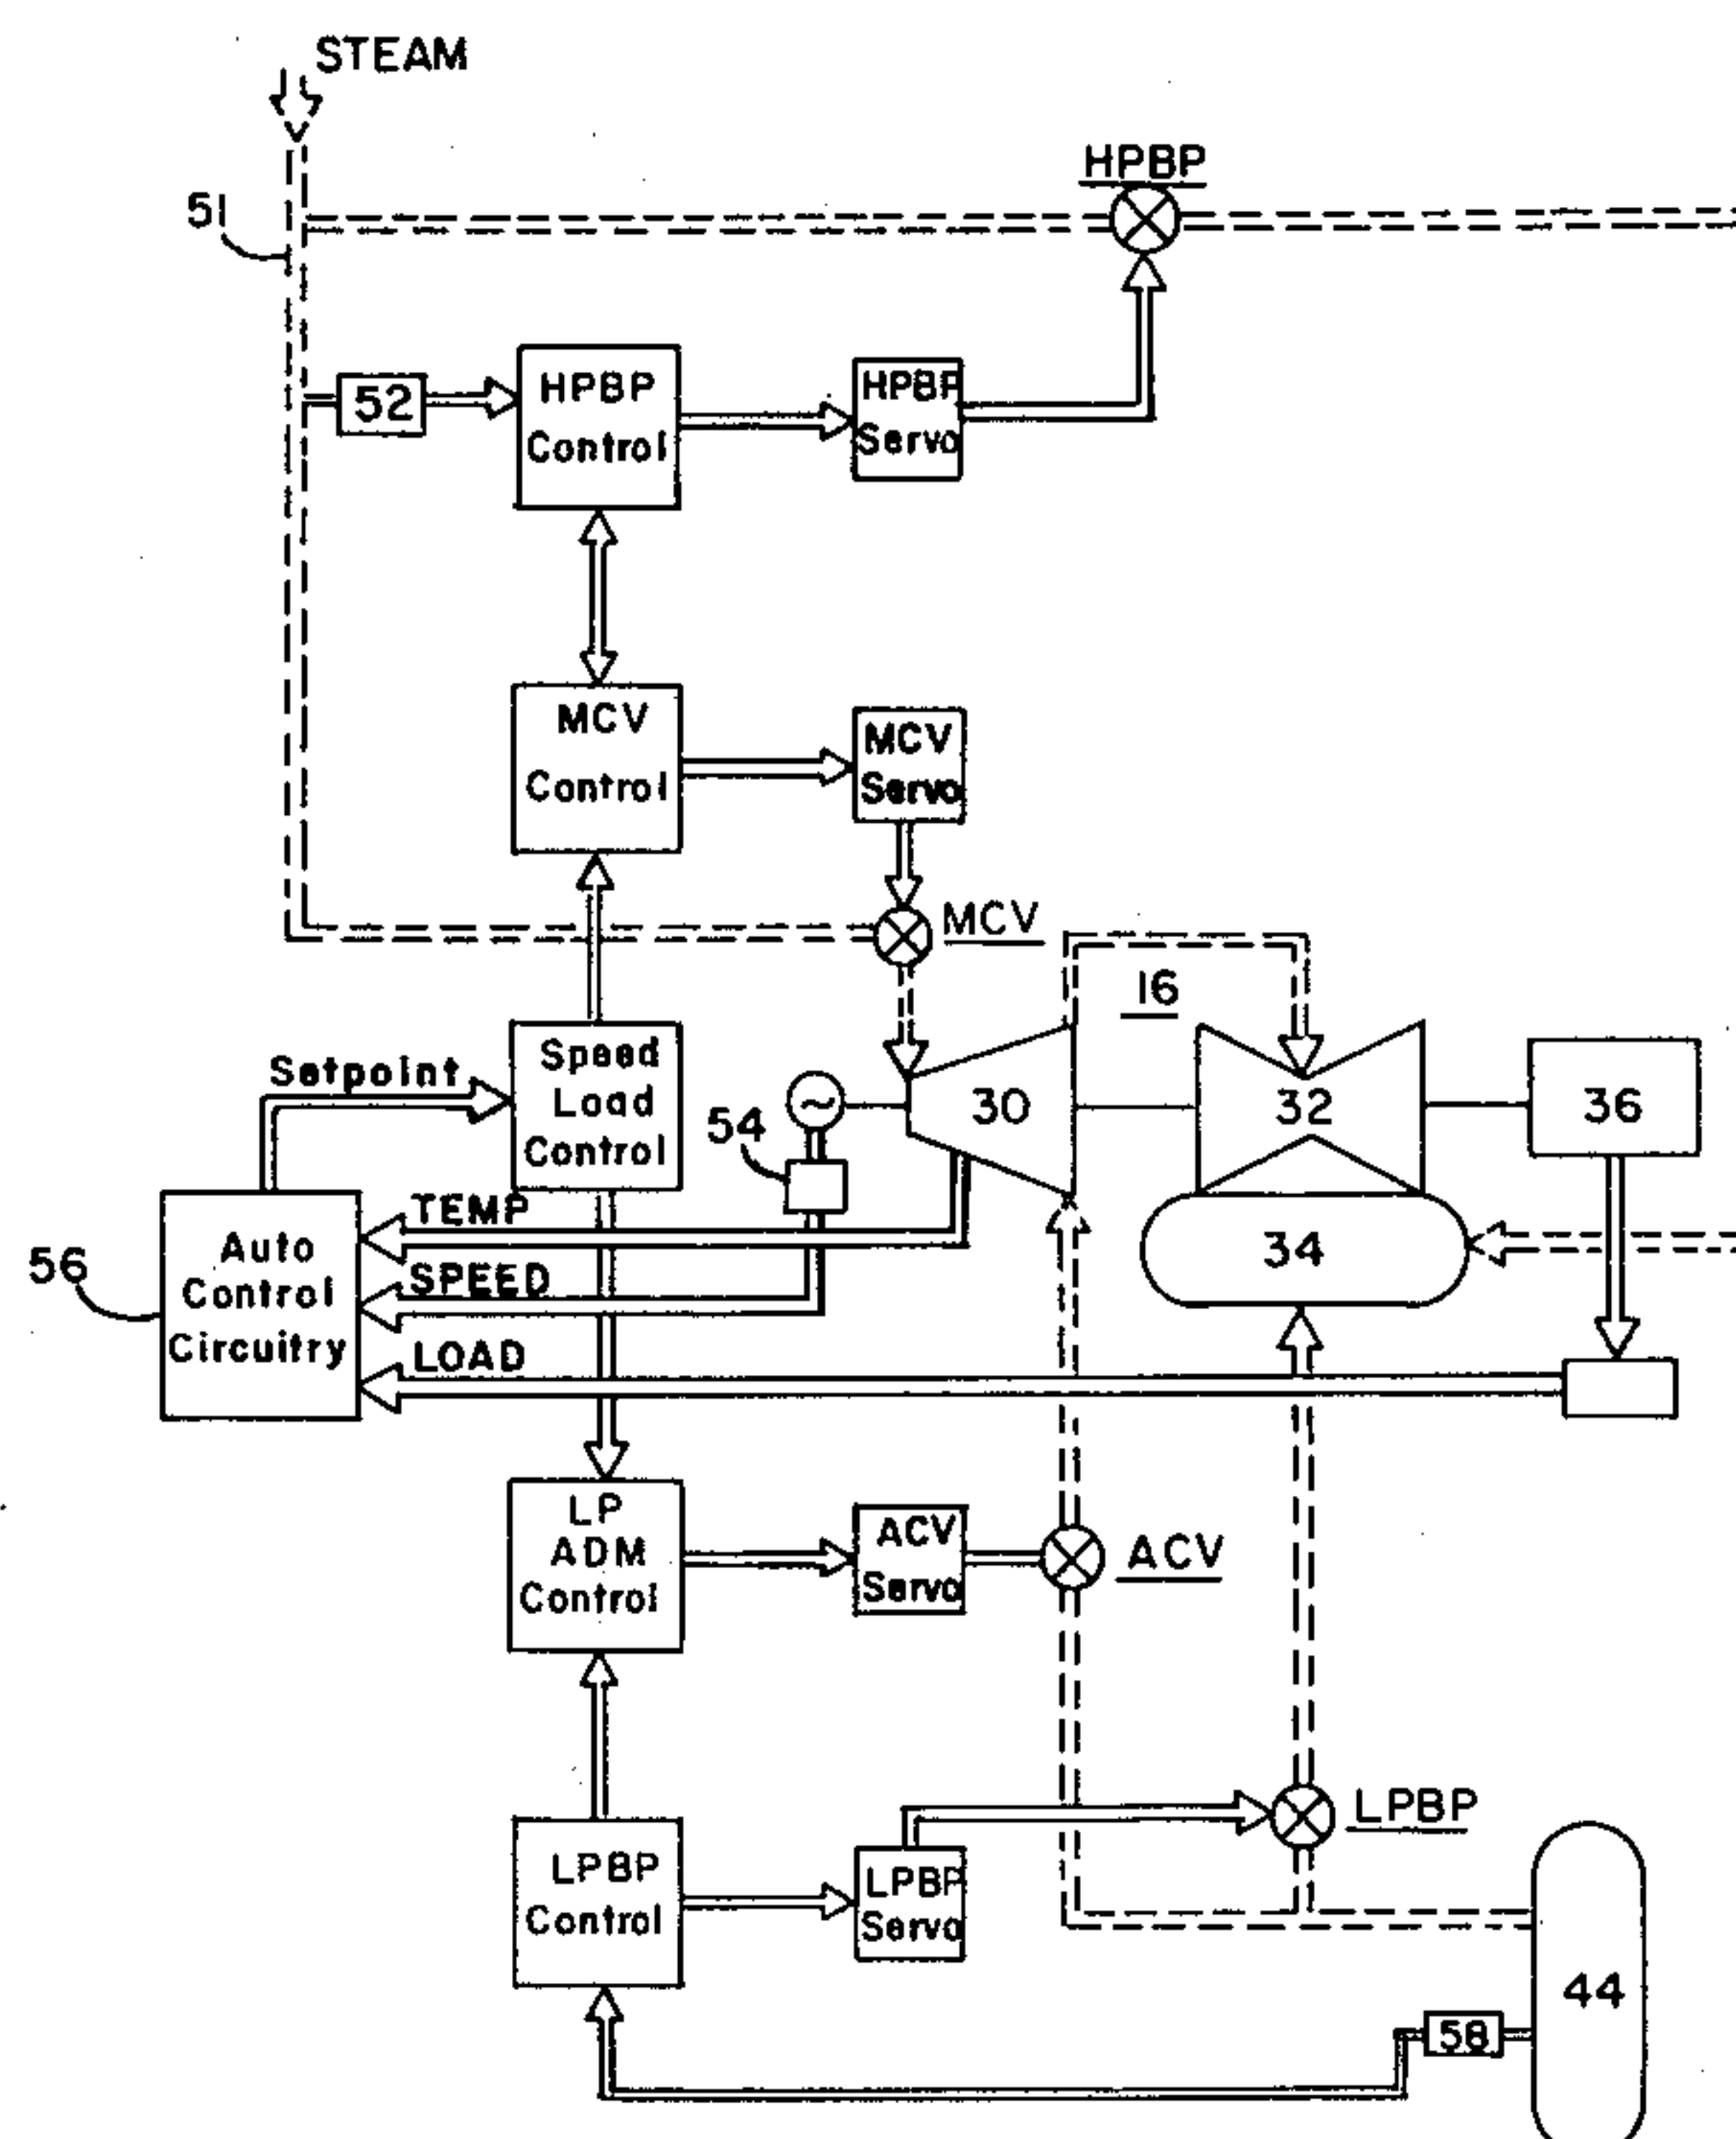 STEAM
HPBP
51
52
HPBP
Control
HPBP
Servo
MCV
Control
MCV
Servo
MCV
16
Setpoint
Speed
Load
Control
54
30
32
36
TEMP
34
56
Auto
Control
Circuitry
SPEED
LOAD
LP
ADM
Control
ACV
Servo
ACV
LPBP
LPBP
Control
LPBP
Servo
44
58